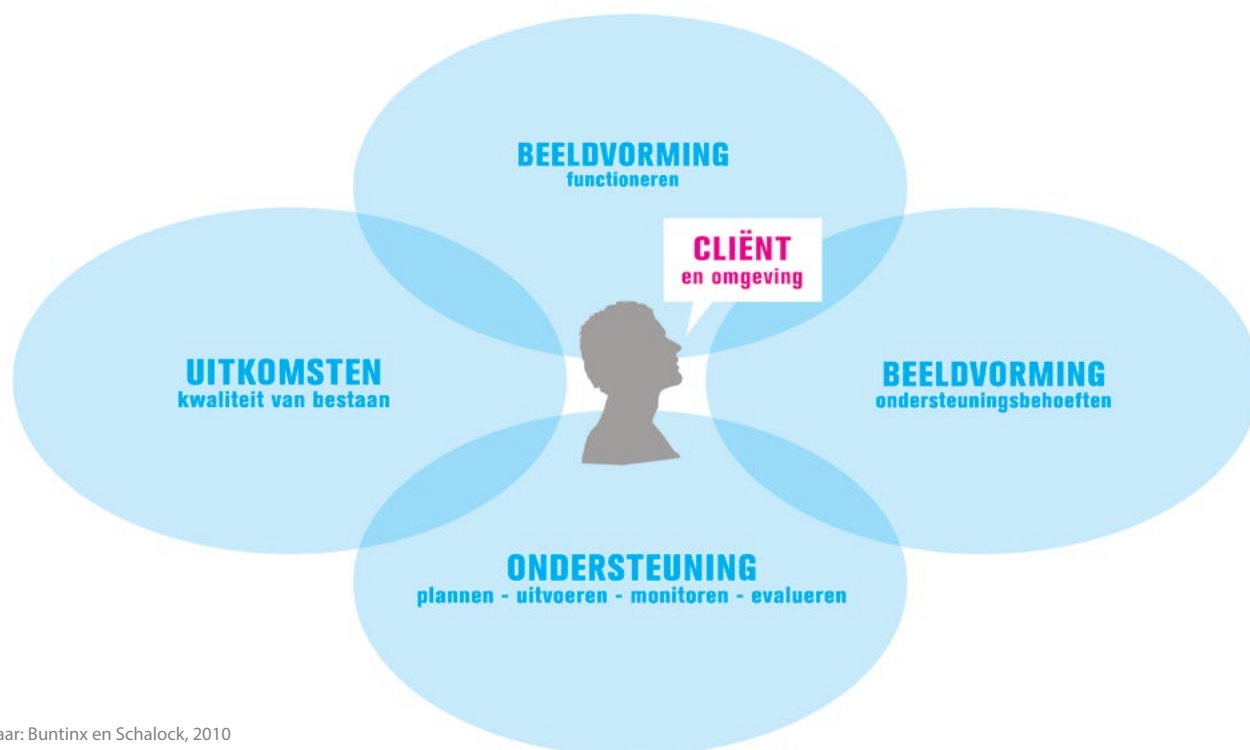 BEELDVORMING
functioneren
CLIËNT
en omgeving
UITKOMSTEN
kwaliteit van bestaan
BEELDVORMING
ondersteuningsbehoeften
ONDERSTEUNING
plannen - uitvoeren - monitoren - evalueren
aar: Buntinx en Schalock, 2010